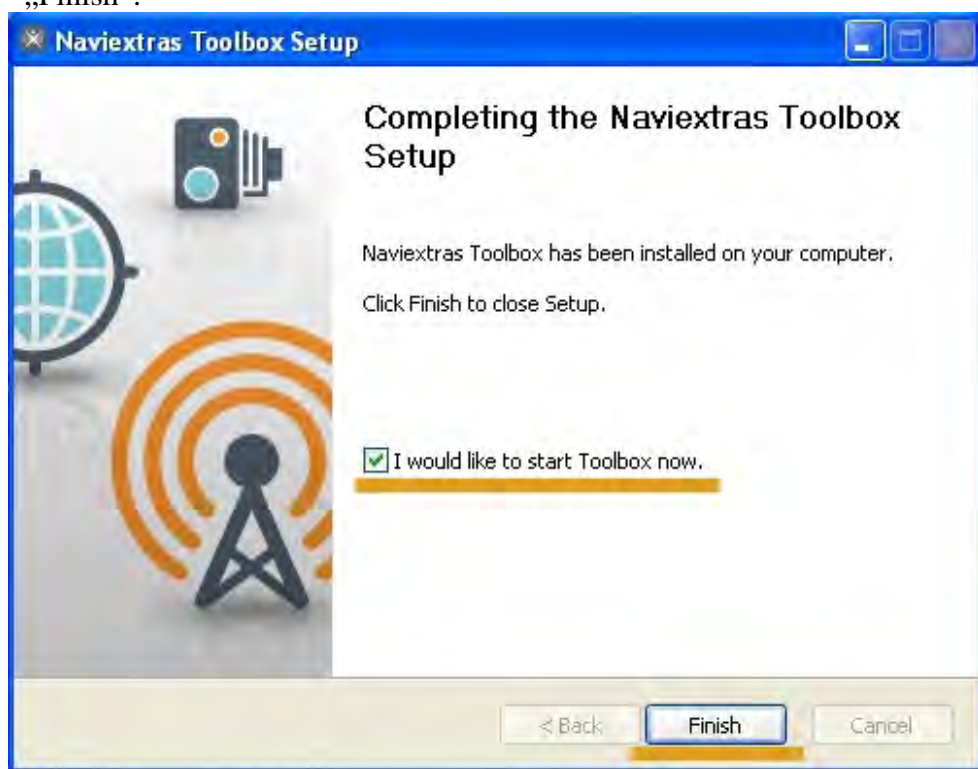 „Finish“.
Naviextras Toolbox Setup
Completing the Naviextras Toolbox
Setup
Naviextras Toolbox has been installed on your computer.
Click Finish to close Setup.
I would like to start Toolbox now.
< Back Finish Cancel